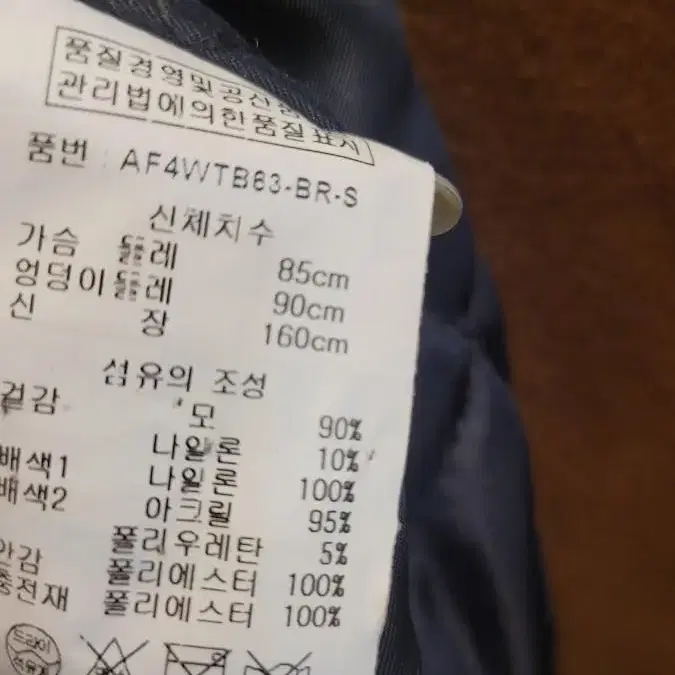 품질경영및공산품
관리법에의한품질표시
품번 : AF4WTB63-BR-S
신체치수
가슴 둘레 85cm
엉덩이둘레 90cm
신 장 160cm
섬유의 조성
겉감 모 90%
나일론 10%
배색1 나일론 100%
배색2 아크릴 95%
폴리우레탄 5%
안감 폴리에스터 100%
충전재 폴리에스터 100%
드라이